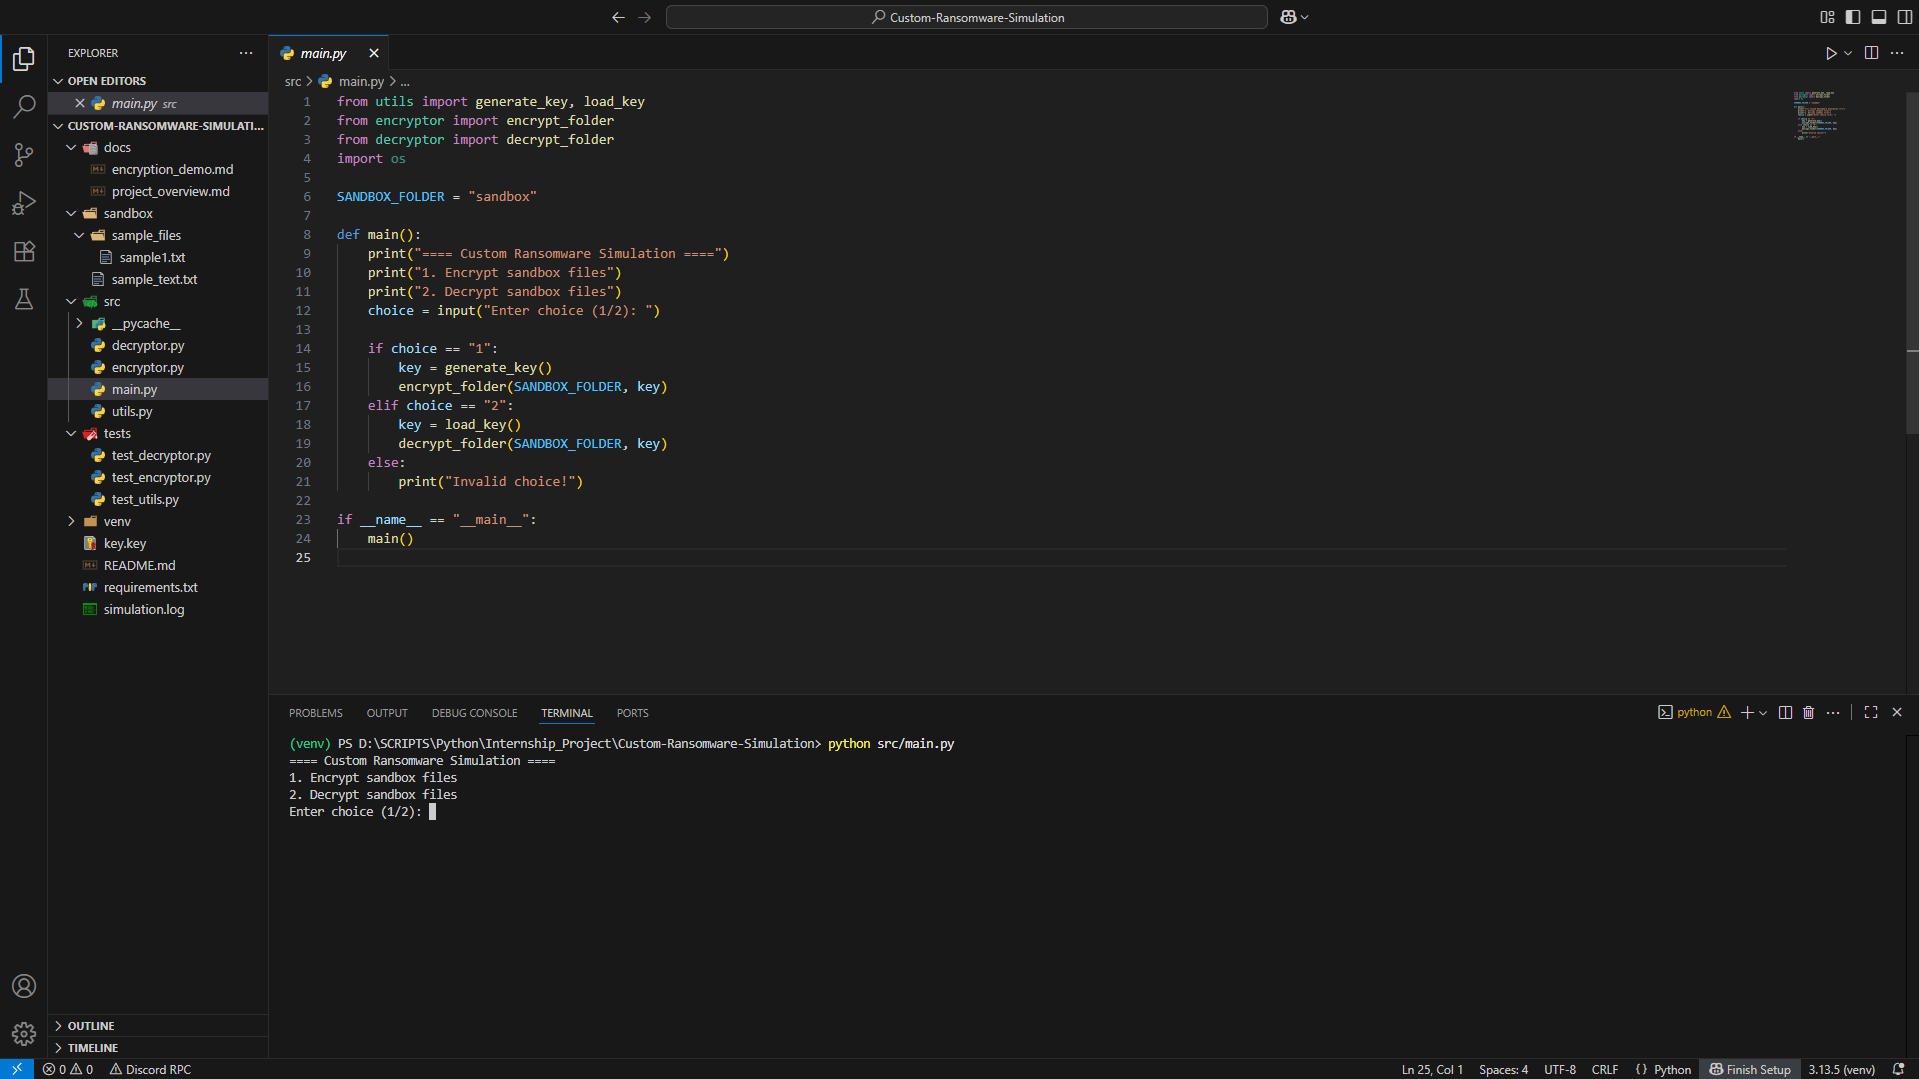 Custom-Ransomware-Simulation
EXPLORER
OPEN EDITORS
main.py src
CUSTOM-RANSOMWARE-SIMULATI...
docs
encryption_demo.md
project_overview.md
sandbox
sample_files
sample1.txt
sample_text.txt
src
__pycache__
decryptor.py
encryptor.py
main.py
utils.py
tests
test_decryptor.py
test_encryptor.py
test_utils.py
venv
key.key
README.md
requirements.txt
simulation.log
OUTLINE
TIMELINE
main.py
src > main.py > ...
1 from utils import generate_key, load_key
2 from encryptor import encrypt_folder
3 from decryptor import decrypt_folder
4 import os
5
6 SANDBOX_FOLDER = "sandbox"
7
8 def main():
9     print("==== Custom Ransomware Simulation ====")
10     print("1. Encrypt sandbox files")
11     print("2. Decrypt sandbox files")
12     choice = input("Enter choice (1/2): ")
13
14     if choice == "1":
15         key = generate_key()
16         encrypt_folder(SANDBOX_FOLDER, key)
17     elif choice == "2":
18         key = load_key()
19         decrypt_folder(SANDBOX_FOLDER, key)
20     else:
21         print("Invalid choice!")
22
23 if __name__ == "__main__":
24     main()
25
PROBLEMS OUTPUT DEBUG CONSOLE TERMINAL PORTS
python
(venv) PS D:\SCRIPTS\Python\Internship_Project\Custom-Ransomware-Simulation> python src/main.py
==== Custom Ransomware Simulation ====
1. Encrypt sandbox files
2. Decrypt sandbox files
Enter choice (1/2):
0 0 Discord RPC
Ln 25, Col 1 Spaces: 4 UTF-8 CRLF {} Python Finish Setup 3.13.5 (venv)